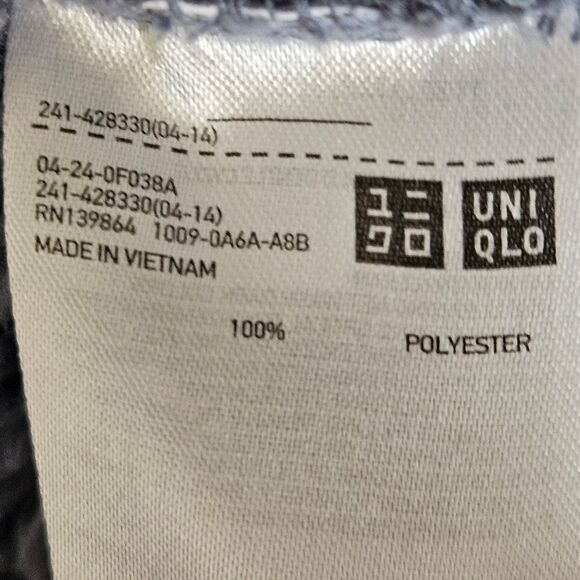 241-428330(04-14)
04-24-0F038A
241-428330(04-14)
RN139864 1009-0A6A-A8B
MADE IN VIETNAM
ユニ
クロ
UNI
QLO
100% POLYESTER